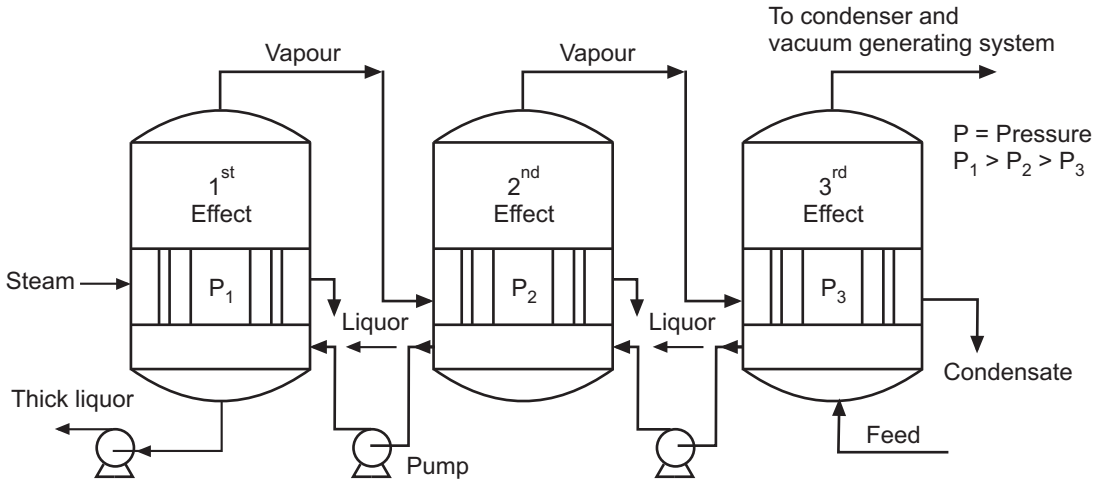 To condenser and
vacuum generating system
Vapour
Vapour
P = Pressure
P₁ > P₂ > P₃
1st
Effect
2nd
Effect
3rd
Effect
Steam
P₁
P₂
P₃
Liquor
Liquor
Condensate
Thick liquor
Feed
Pump